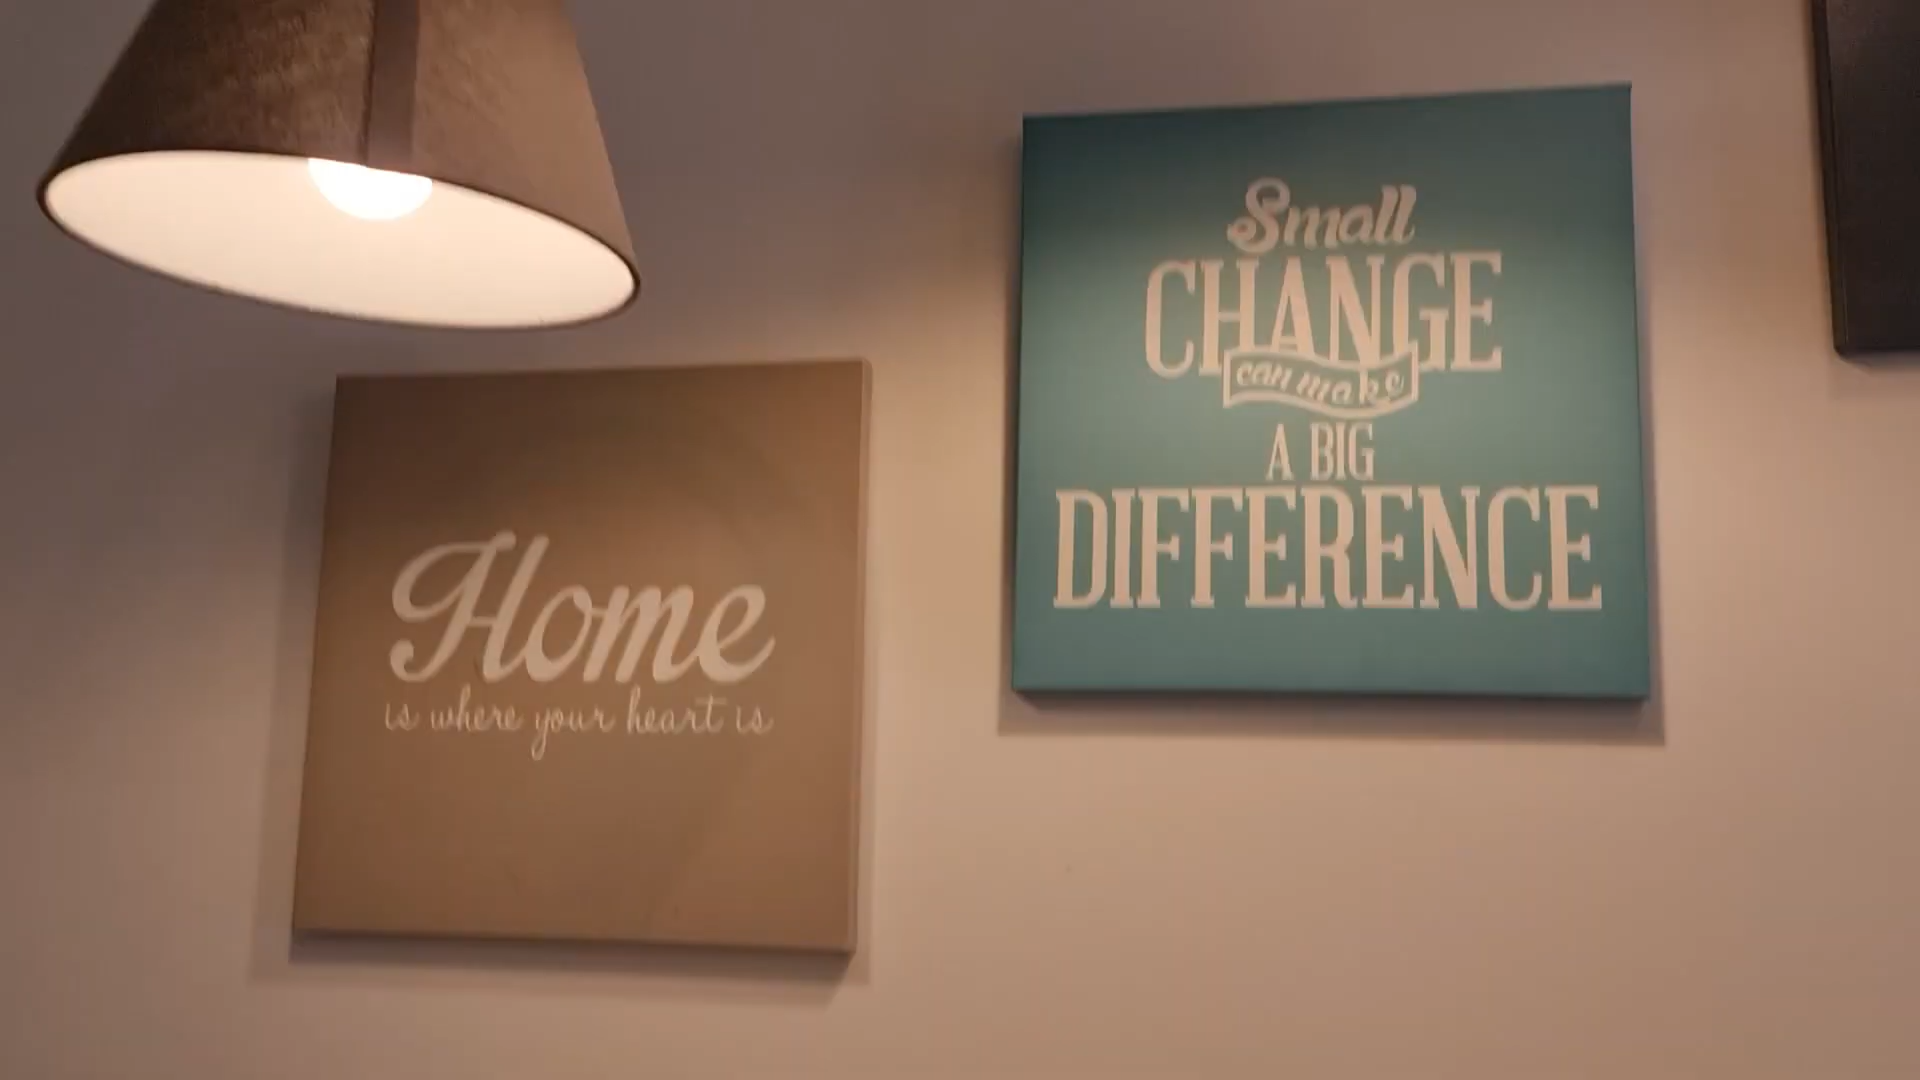 Home
is where your heart is
Small
CHANGE
can make
A BIG
DIFFERENCE